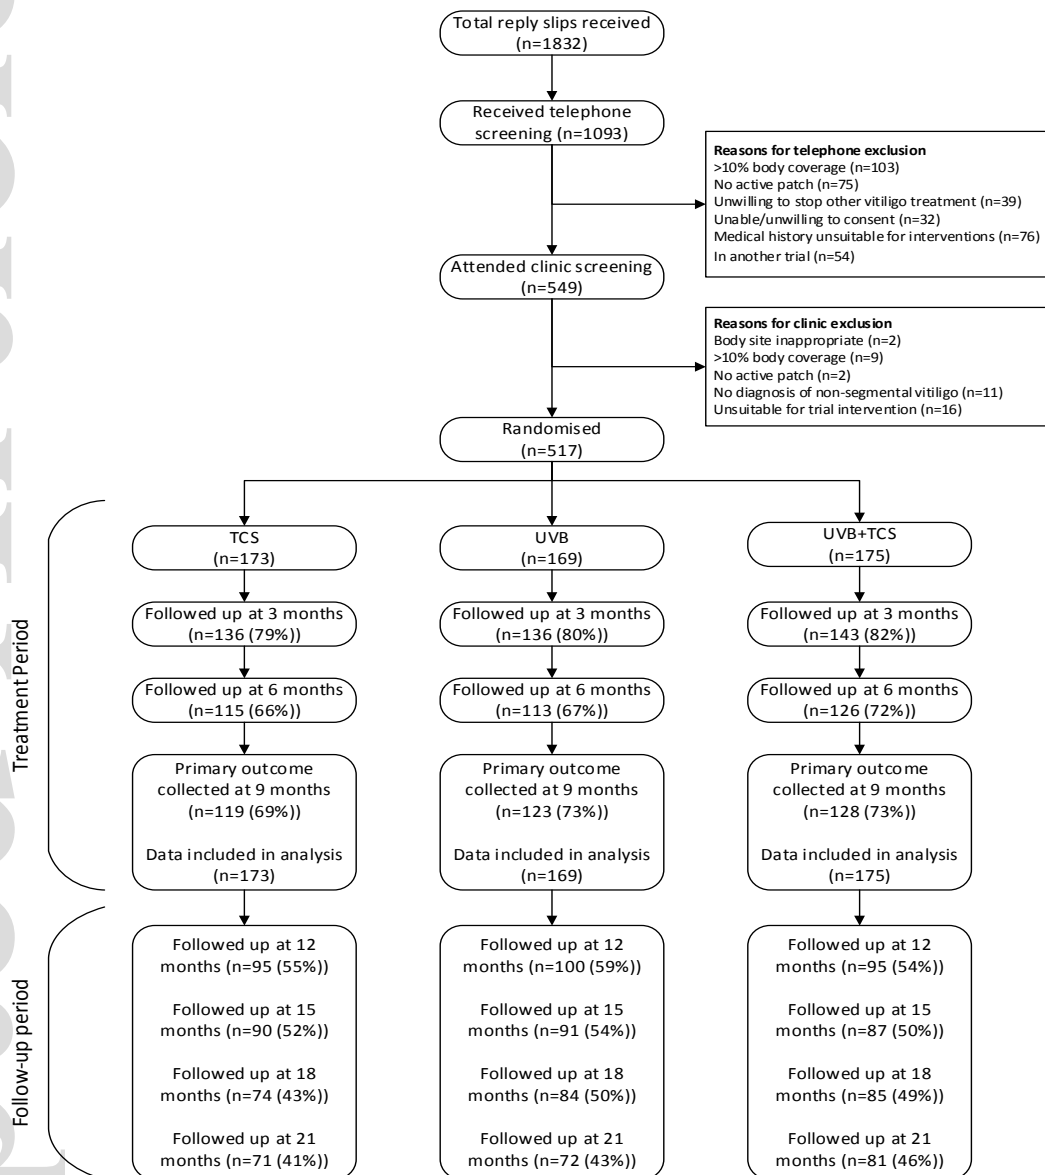 Total reply slips received
(n=1832)
Received telephone
screening (n=1093)
Reasons for telephone exclusion
>10% body coverage (n=103)
No active patch (n=75)
Unwilling to stop other vitiligo treatment (n=39)
Unable/unwilling to consent (n=32)
Medical history unsuitable for interventions (n=76)
In another trial (n=54)
Attended clinic screening
(n=549)
Reasons for clinic exclusion
Body site inappropriate (n=2)
>10% body coverage (n=9)
No active patch (n=2)
No diagnosis of non-segmental vitiligo (n=11)
Unsuitable for trial intervention (n=16)
Randomised
(n=517)
Treatment Period
TCS
(n=173)
Followed up at 3 months
(n=136 (79%))
Followed up at 6 months
(n=115 (66%))
Primary outcome
collected at 9 months
(n=119 (69%))
Data included in analysis
(n=173)
UVB
(n=169)
Followed up at 3 months
(n=136 (80%))
Followed up at 6 months
(n=113 (67%))
Primary outcome
collected at 9 months
(n=123 (73%))
Data included in analysis
(n=169)
UVB+TCS
(n=175)
Followed up at 3 months
(n=143 (82%))
Followed up at 6 months
(n=126 (72%))
Primary outcome
collected at 9 months
(n=128 (73%))
Data included in analysis
(n=175)
Follow-up period
Followed up at 12
months (n=95 (55%))
Followed up at 15
months (n=90 (52%))
Followed up at 18
months (n=74 (43%))
Followed up at 21
months (n=71 (41%))
Followed up at 12
months (n=100 (59%))
Followed up at 15
months (n=91 (54%))
Followed up at 18
months (n=84 (50%))
Followed up at 21
months (n=72 (43%))
Followed up at 12
months (n=95 (54%))
Followed up at 15
months (n=87 (50%))
Followed up at 18
months (n=85 (49%))
Followed up at 21
months (n=81 (46%))